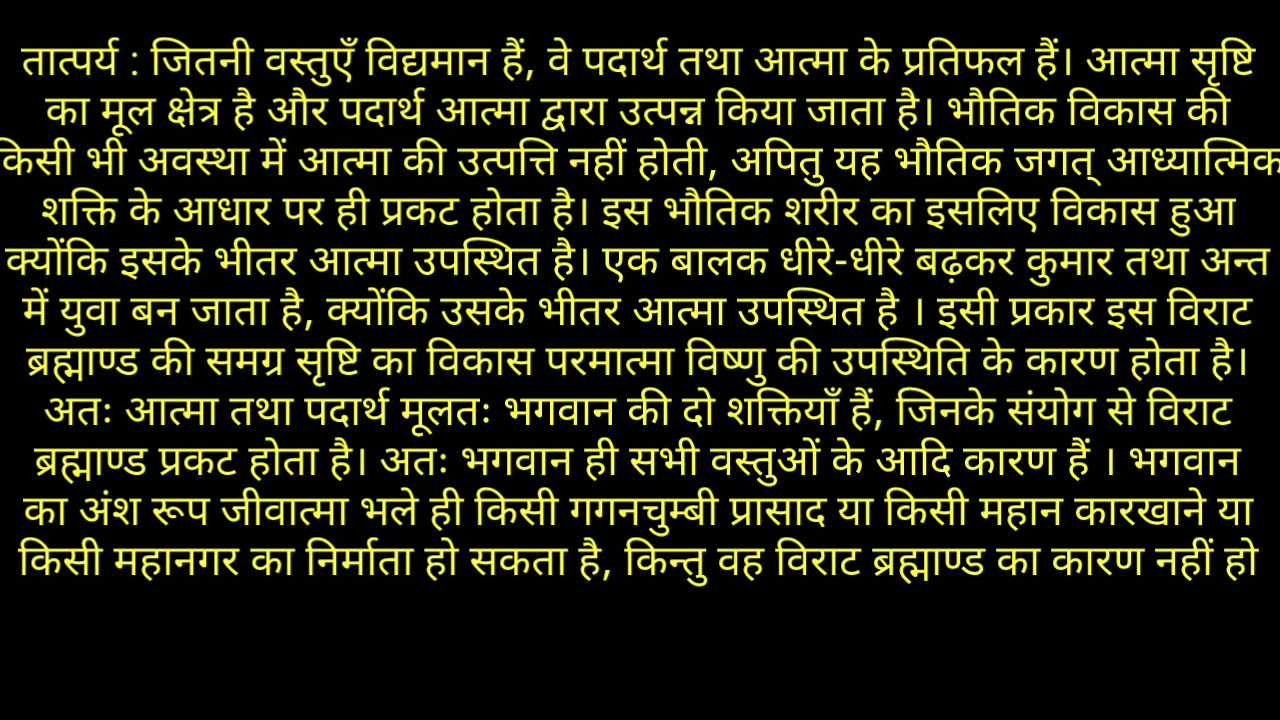 तात्पर्य : जितनी वस्तुएँ विद्यमान हैं, वे पदार्थ तथा आत्मा के प्रतिफल हैं। आत्मा सृष्टि
का मूल क्षेत्र है और पदार्थ आत्मा द्वारा उत्पन्न किया जाता है। भौतिक विकास की
किसी भी अवस्था में आत्मा की उत्पत्ति नहीं होती, अपितु यह भौतिक जगत् आध्यात्मिक
शक्ति के आधार पर ही प्रकट होता है। इस भौतिक शरीर का इसलिए विकास हुआ
क्योंकि इसके भीतर आत्मा उपस्थित है। एक बालक धीरे-धीरे बढ़कर कुमार तथा अन्त
में युवा बन जाता है, क्योंकि उसके भीतर आत्मा उपस्थित है । इसी प्रकार इस विराट
ब्रह्माण्ड की समग्र सृष्टि का विकास परमात्मा विष्णु की उपस्थिति के कारण होता है।
अतः आत्मा तथा पदार्थ मूलतः भगवान की दो शक्तियाँ हैं, जिनके संयोग से विराट
ब्रह्माण्ड प्रकट होता है। अतः भगवान ही सभी वस्तुओं के आदि कारण हैं । भगवान
का अंश रूप जीवात्मा भले ही किसी गगनचुम्बी प्रासाद या किसी महान कारखाने या
किसी महानगर का निर्माता हो सकता है, किन्तु वह विराट ब्रह्माण्ड का कारण नहीं हो